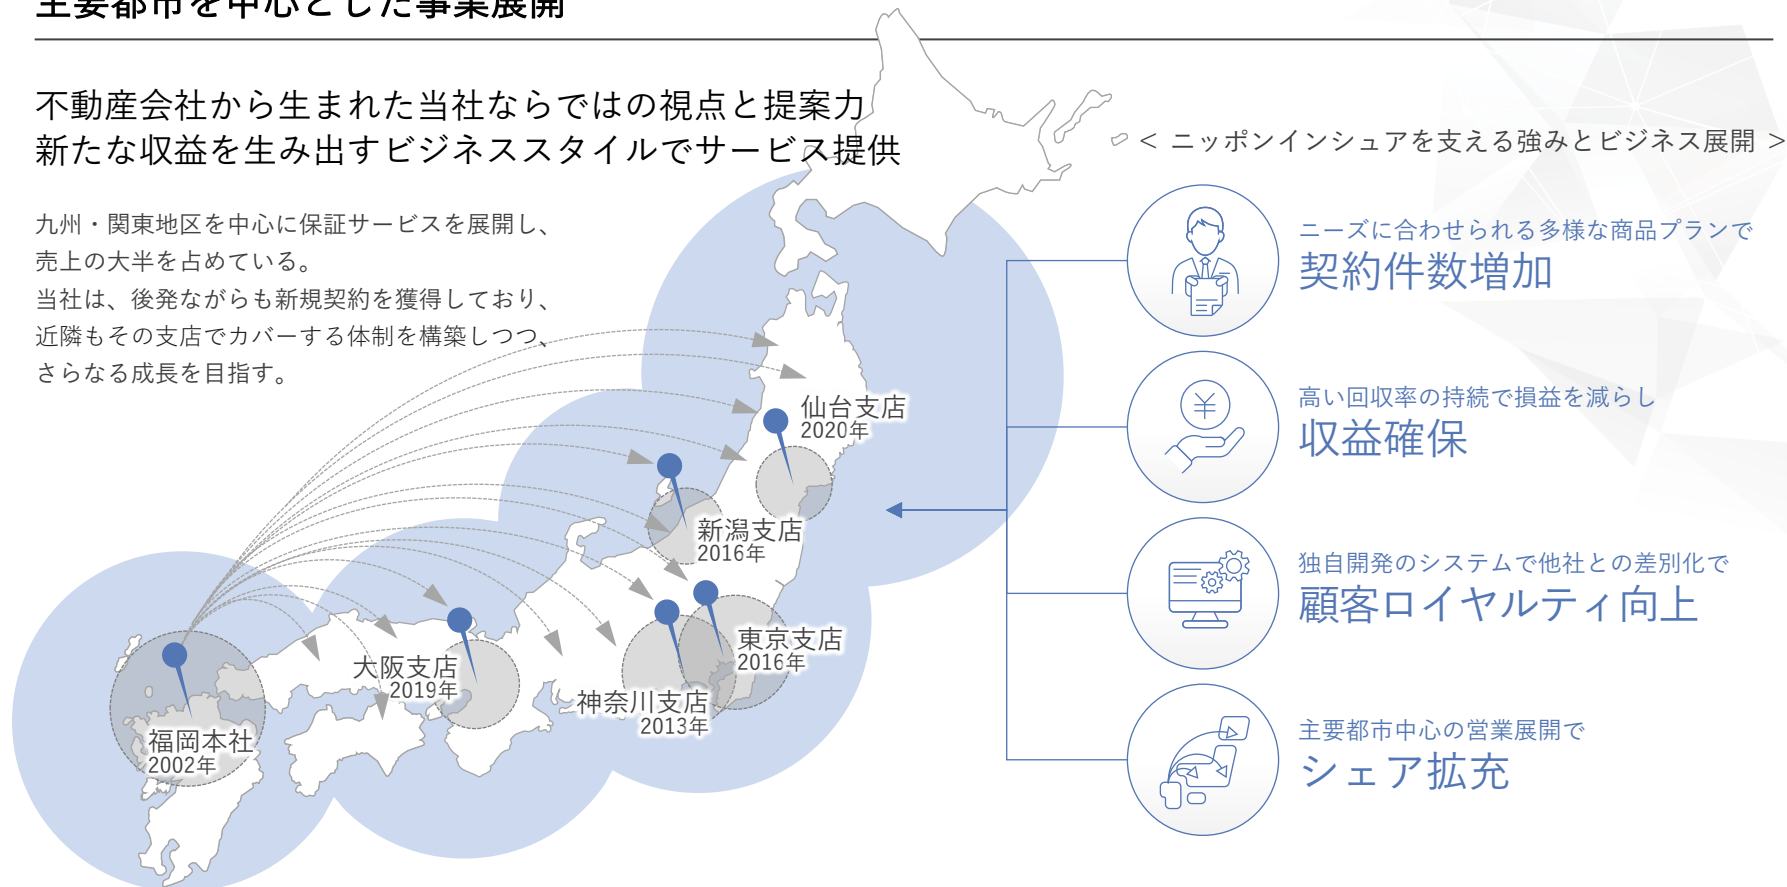 主要都市を中心とした事業展開
不動産会社から生まれた当社ならではの視点と提案力
新たな収益を生み出すビジネススタイルでサービス提供
九州・関東地区を中心に保証サービスを展開し、
売上の大半を占めている。
当社は、後発ながらも新規契約を獲得しており、
近隣もその支店でカバーする体制を構築しつつ、
さらなる成長を目指す。
仙台支店
2020年
新潟支店
2016年
東京支店
2016年
神奈川支店
2013年
大阪支店
2019年
福岡本社
2002年
＜ ニッポンインシュアを支える強みとビジネス展開 ＞
ニーズに合わせられる多様な商品プランで
契約件数増加
高い回収率の持続で損益を減らし
収益確保
独自開発のシステムで他社との差別化で
顧客ロイヤルティ向上
主要都市中心の営業展開で
シェア拡充